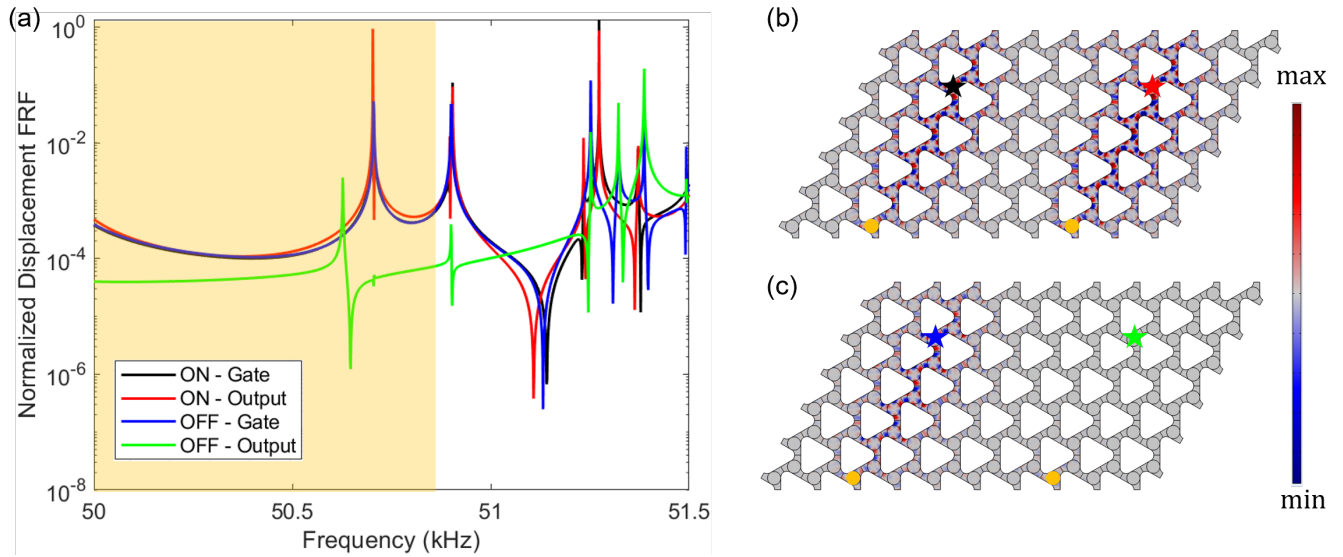 (a)
10^0
10^-2
10^-4
10^-6
10^-8
Normalized Displacement FRF
ON - Gate
ON - Output
OFF - Gate
OFF - Output
50
50.5
51
51.5
Frequency (kHz)
(b)
(c)
max
min